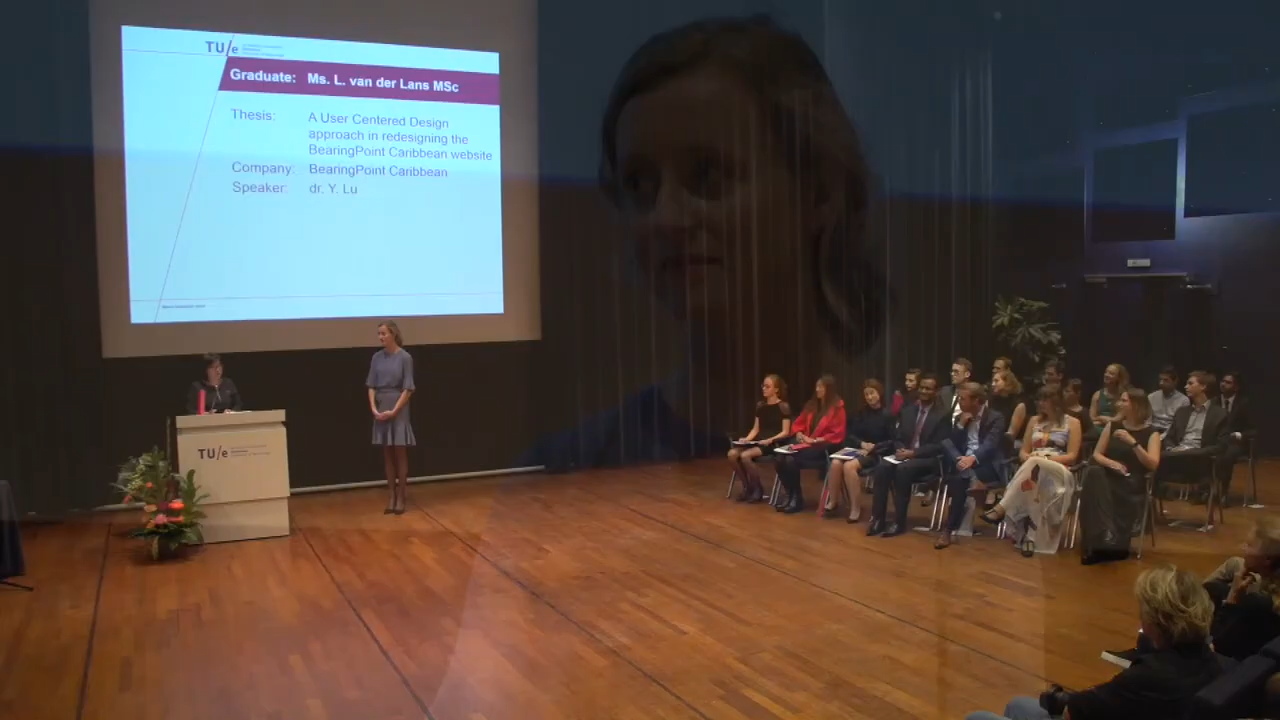 TU/e
Graduate: Ms. L. van der Lans MSc
Thesis: A User Centered Design
approach in redesigning the
BearingPoint Caribbean website
Company: BearingPoint Caribbean
Speaker: dr. Y. Lu
TU/e